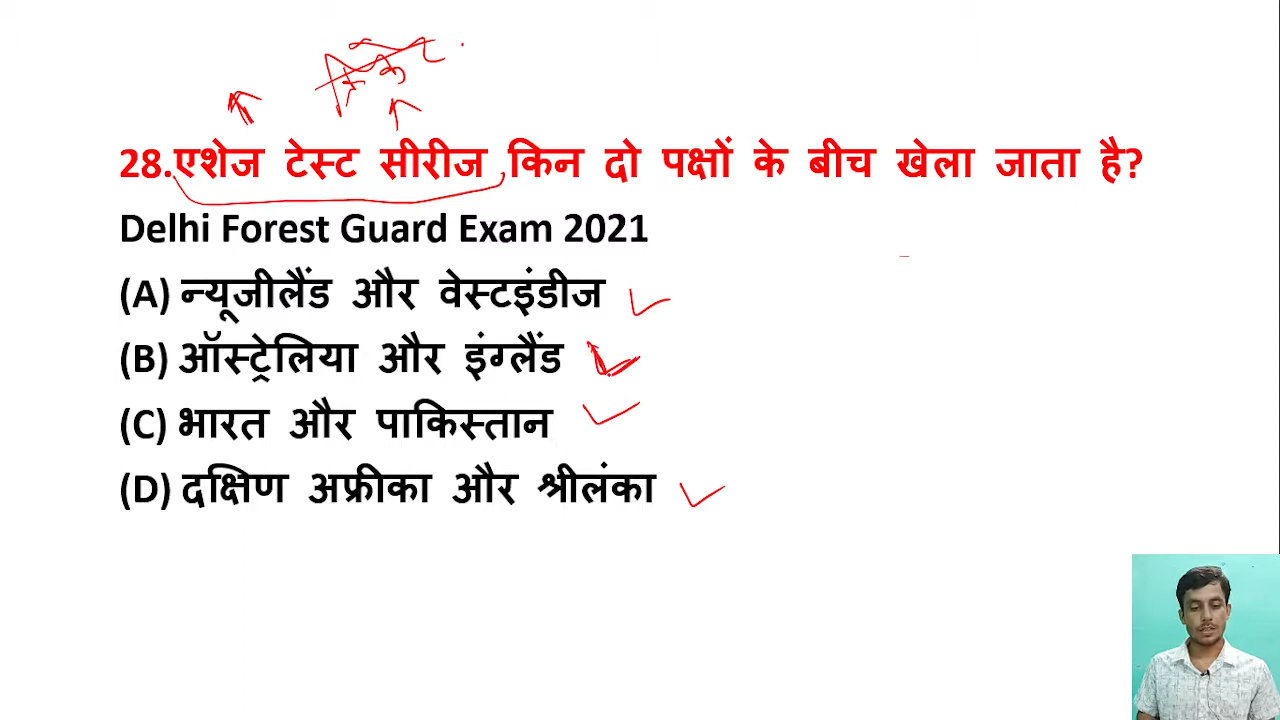 28.एशेज टेस्ट सीरीज किन दो पक्षों के बीच खेला जाता है?
Delhi Forest Guard Exam 2021
(A) न्यूजीलैंड और वेस्टइंडीज
(B) ऑस्ट्रेलिया और इंग्लैंड
(C) भारत और पाकिस्तान
(D) दक्षिण अफ्रीका और श्रीलंका